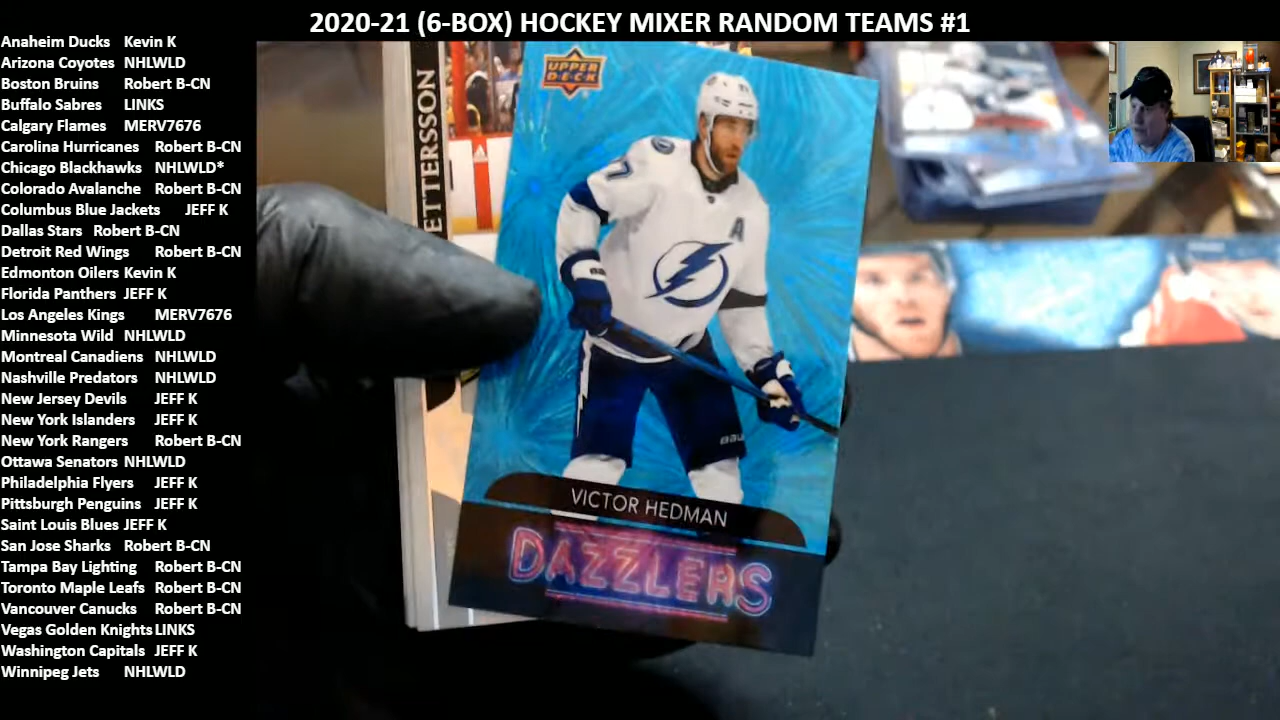 2020-21 (6-BOX) HOCKEY MIXER RANDOM TEAMS #1
Anaheim Ducks Kevin K
Arizona Coyotes NHLWLD
Boston Bruins Robert B-CN
Buffalo Sabres LINKS
Calgary Flames MERV7676
Carolina Hurricanes Robert B-CN
Chicago Blackhawks NHLWLD*
Colorado Avalanche Robert B-CN
Columbus Blue Jackets JEFF K
Dallas Stars Robert B-CN
Detroit Red Wings Robert B-CN
Edmonton Oilers Kevin K
Florida Panthers JEFF K
Los Angeles Kings MERV7676
Minnesota Wild NHLWLD
Montreal Canadiens NHLWLD
Nashville Predators NHLWLD
New Jersey Devils JEFF K
New York Islanders JEFF K
New York Rangers Robert B-CN
Ottawa Senators NHLWLD
Philadelphia Flyers JEFF K
Pittsburgh Penguins JEFF K
Saint Louis Blues JEFF K
San Jose Sharks Robert B-CN
Tampa Bay Lighting Robert B-CN
Toronto Maple Leafs Robert B-CN
Vancouver Canucks Robert B-CN
Vegas Golden Knights LINKS
Washington Capitals JEFF K
Winnipeg Jets NHLWLD
ETTERSSON
UPPER
DECK
7
A
VICTOR HEDMAN
DAZZLERS